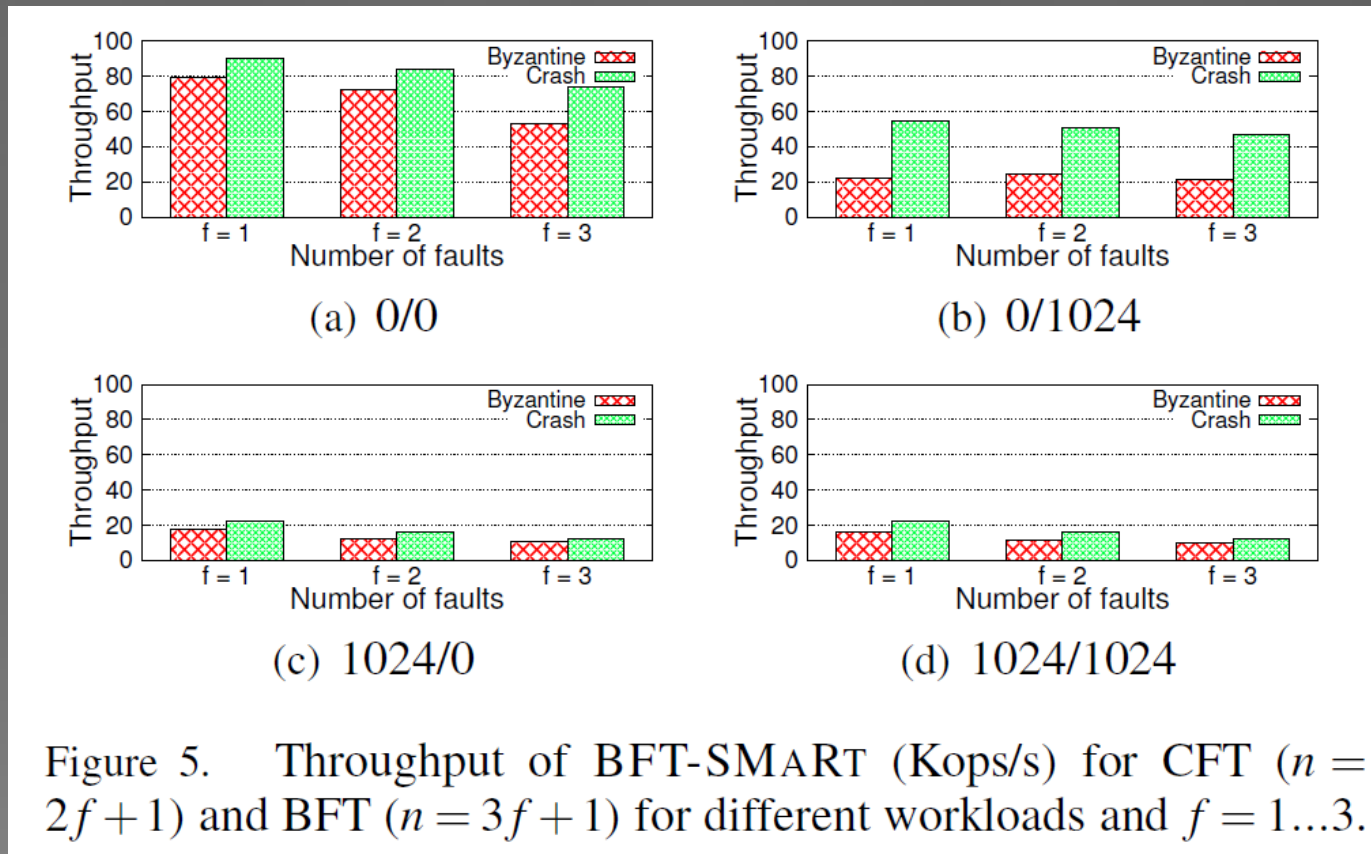 100
80
60
40
20
0
Throughput
Byzantine
Crash
f = 1
f = 2
f = 3
Number of faults
(a) 0/0
100
80
60
40
20
0
Throughput
Byzantine
Crash
f = 1
f = 2
f = 3
Number of faults
(b) 0/1024
100
80
60
40
20
0
Throughput
Byzantine
Crash
f = 1
f = 2
f = 3
Number of faults
(c) 1024/0
100
80
60
40
20
0
Throughput
Byzantine
Crash
f = 1
f = 2
f = 3
Number of faults
(d) 1024/1024
Figure 5. Throughput of BFT-SMART (Kops/s) for CFT (n =
2f + 1) and BFT (n = 3f + 1) for different workloads and f = 1...3.